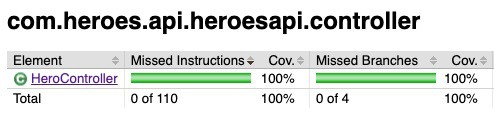 com.heroes.api.heroesapi.controller
Element Missed Instructions Cov. Missed Branches Cov.
C HeroController 100% 100%
Total 0 of 110 100% 0 of 4 100%